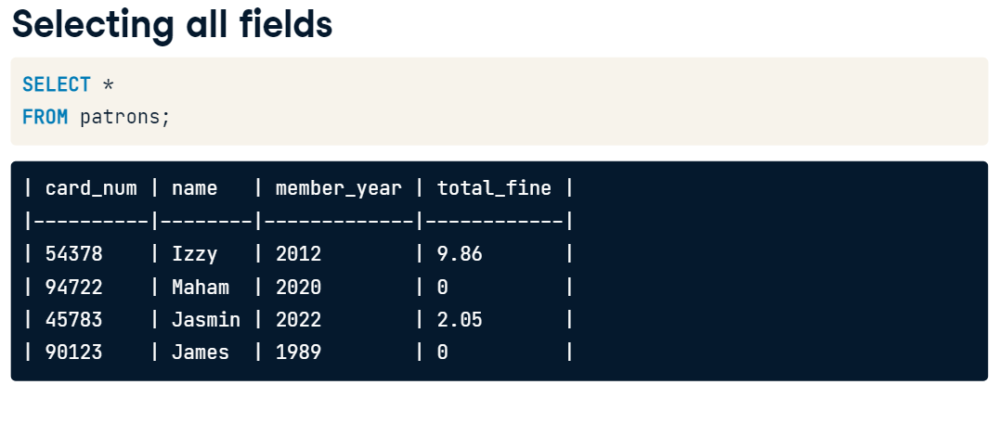 Selecting all fields
SELECT *
FROM patrons;
| card_num | name   | member_year | total_fine |
|----------|--------|-------------|------------|
| 54378    | Izzy   | 2012        | 9.86       |
| 94722    | Maham  | 2020        | 0          |
| 45783    | Jasmin | 2022        | 2.05       |
| 90123    | James  | 1989        | 0          |